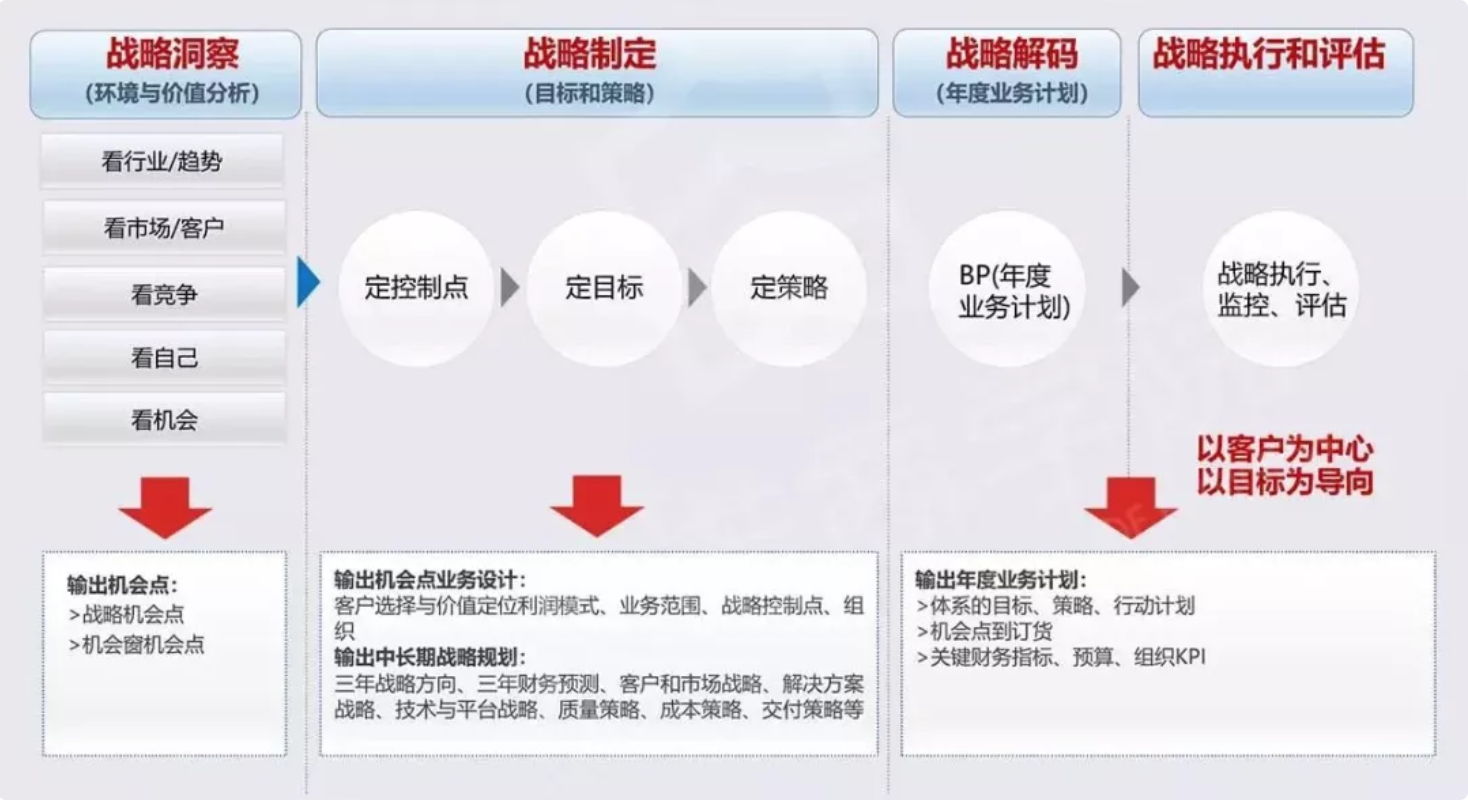 战略洞察
(环境与价值分析)
看行业/趋势
看市场/客户
看竞争
看自己
看机会
输出机会点：
>战略机会点
>机会窗机会点
战略制定
(目标和策略)
定控制点
定目标
定策略
输出机会点业务设计：
客户选择与价值定位利润模式、业务范围、战略控制点、组
织
输出中长期战略规划：
三年战略方向、三年财务预测、客户和市场战略、解决方案
战略、技术与平台战略、质量策略、成本策略、交付策略等
战略解码
(年度业务计划)
BP(年度
业务计划)
战略执行和评估
战略执行、
监控、评估
以客户为中心
以目标为导向
输出年度业务计划：
>体系的目标、策略、行动计划
>机会点到订货
>关键财务指标、预算、组织KPI